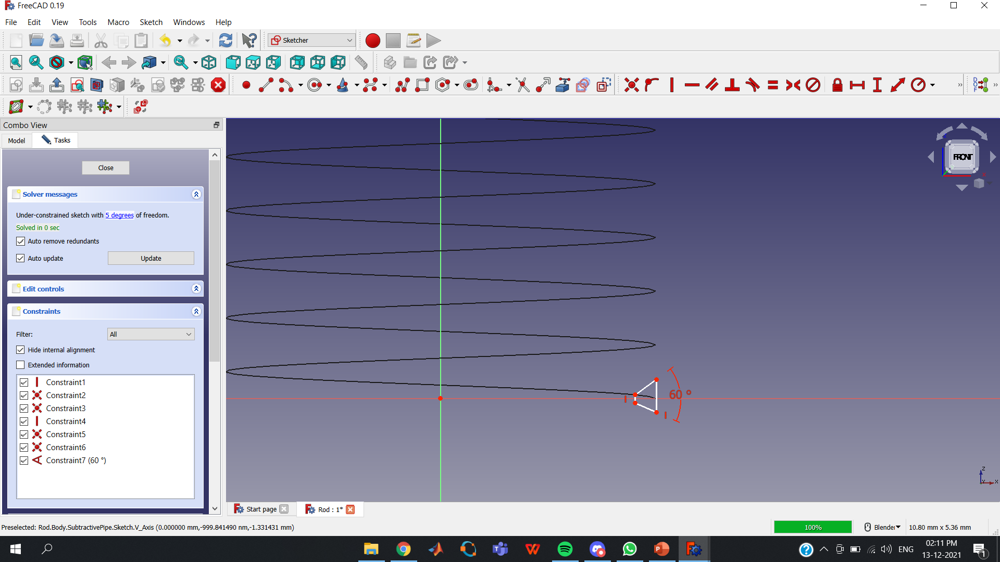 FreeCAD 0.19
File Edit View Tools Macro Sketch Windows Help
Sketcher
Combo View
Model Tasks
Close
Solver messages
Under-constrained sketch with 5 degrees of freedom.
Solved in 0 sec
Auto remove redundants
Auto update Update
Edit controls
Constraints
Filter: All
Hide internal alignment
Extended information
Constraint1
Constraint2
Constraint3
Constraint4
Constraint5
Constraint6
Constraint7 (60 °)
FRONT
60 °
Z
X
Start page Rod : 1*
Preselected: Rod.Body.SubtractivePipe.Sketch.V_Axis (0.000000 mm,-999.841490 nm,-1.331431 mm)
100% Blender 10.80 mm x 5.36 mm
ENG 02:11 PM
13-12-2021
1